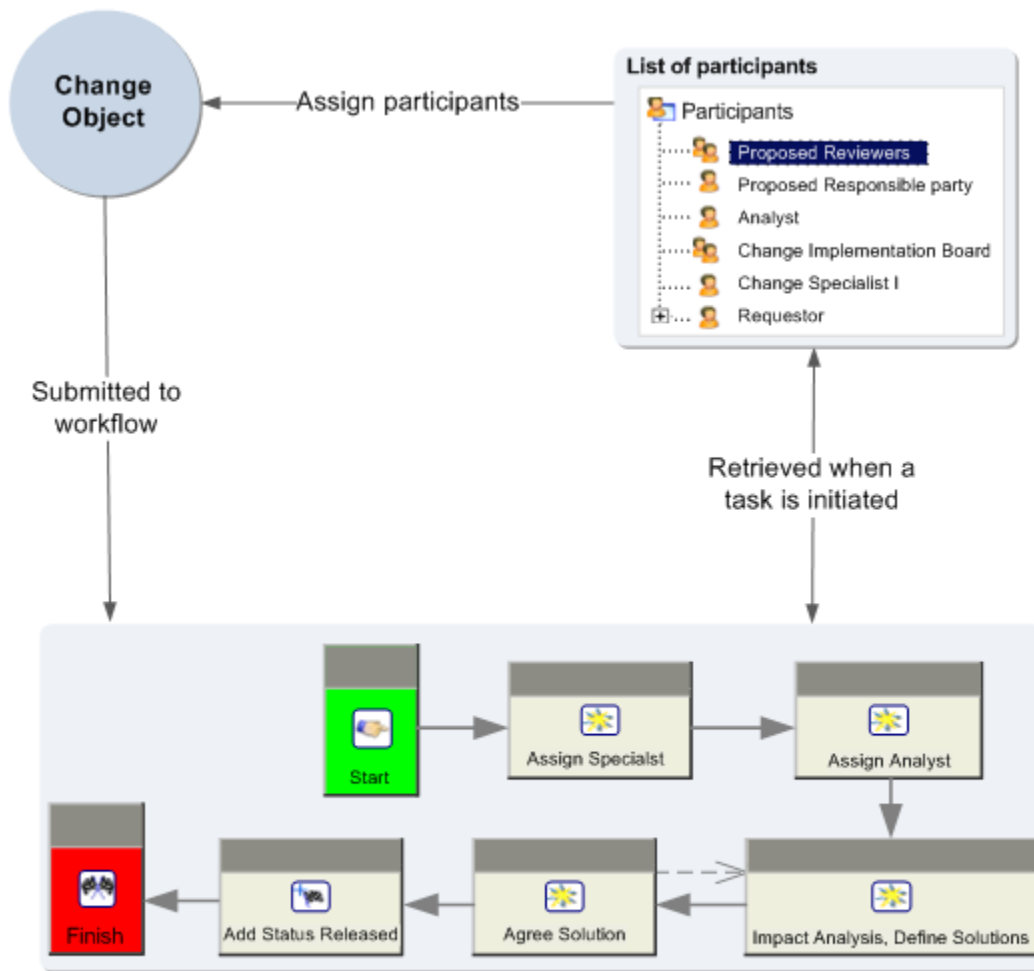 Change
Object
Assign participants
List of participants
Participants
Proposed Reviewers
Proposed Responsible party
Analyst
Change Implementation Board
Change Specialist I
Requestor
Submitted to
workflow
Retrieved when a
task is initiated
Start
Assign Specialst
Assign Analyst
Finish
Add Status Released
Agree Solution
Impact Analysis, Define Solutions